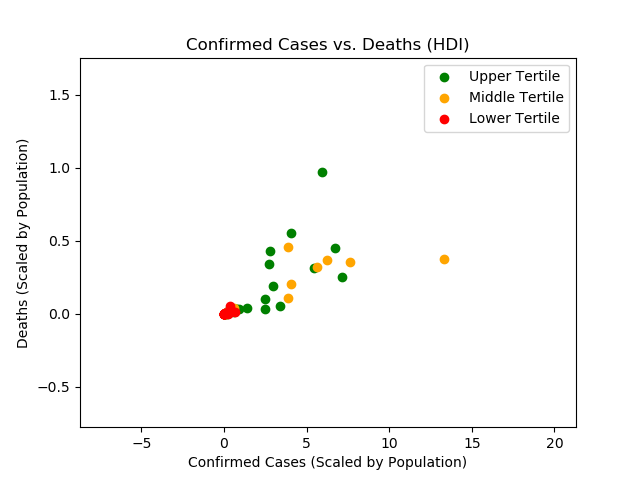 Confirmed Cases vs. Deaths (HDI)
Upper Tertile
Middle Tertile
Lower Tertile
1.5
1.0
0.5
0.0
−0.5
Deaths (Scaled by Population)
−5
0
5
10
15
20
Confirmed Cases (Scaled by Population)